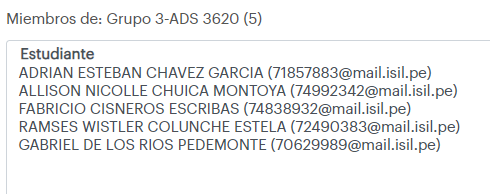 Miembros de: Grupo 3-ADS 3620 (5)
Estudiante
ADRIAN ESTEBAN CHAVEZ GARCIA (71857883@mail.isil.pe)
ALLISON NICOLLE CHUICA MONTOYA (74992342@mail.isil.pe)
FABRICIO CISNEROS ESCRIBAS (74838932@mail.isil.pe)
RAMSES WISTLER COLUNCHE ESTELA (72490383@mail.isil.pe)
GABRIEL DE LOS RIOS PEDEMONTE (70629989@mail.isil.pe)